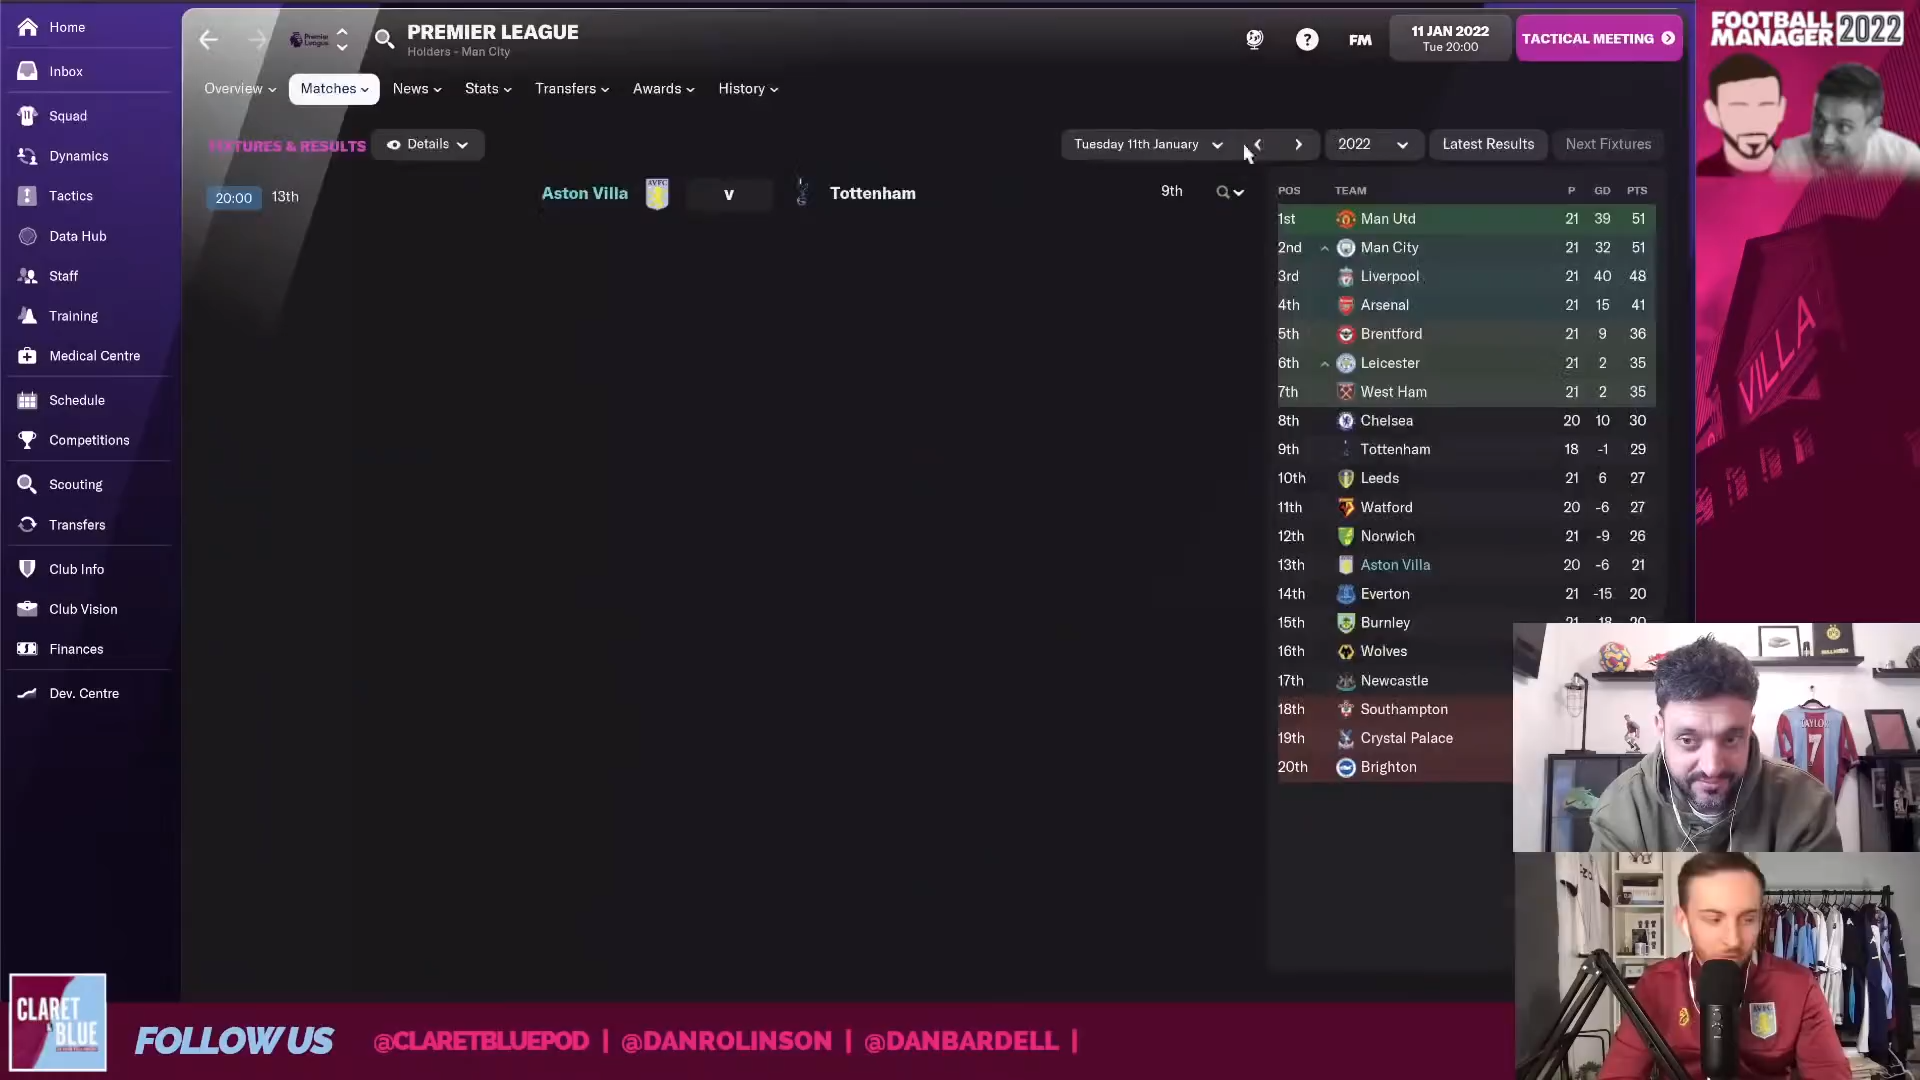 Home
Inbox
Squad
Dynamics
Tactics
Data Hub
Staff
Training
Medical Centre
Schedule
Competitions
Scouting
Transfers
Club Info
Club Vision
Finances
Dev. Centre
Premier League
PREMIER LEAGUE
Holders - Man City
FM
11 JAN 2022
Tue 20:00
TACTICAL MEETING
FOOTBALL
MANAGER 2022
Overview Matches News Stats Transfers Awards History
FIXTURES & RESULTS Details
Tuesday 11th January 2022 Latest Results Next Fixtures
20:00 13th Aston Villa v Tottenham 9th
POS TEAM P GD PTS
1st Man Utd 21 39 51
2nd Man City 21 32 51
3rd Liverpool 21 40 48
4th Arsenal 21 15 41
5th Brentford 21 9 36
6th Leicester 21 2 35
7th West Ham 21 2 35
8th Chelsea 20 10 30
9th Tottenham 18 -1 29
10th Leeds 21 6 27
11th Watford 20 -6 27
12th Norwich 21 -9 26
13th Aston Villa 20 -6 21
14th Everton 21 -15 20
15th Burnley 21 -18 20
16th Wolves
17th Newcastle
18th Southampton
19th Crystal Palace
20th Brighton
VILLA
TAYLOR
7
CLARET
&
BLUE
FOLLOW US
@CLARETBLUEPOD | @DANROLINSON | @DANBARDELL |